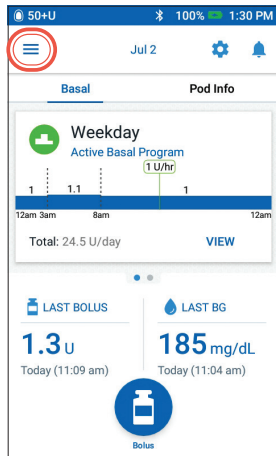 50+U 100% 1:30 PM
Jul 2
Basal Pod Info
Weekday
Active Basal Program
1 U/hr
1 1.1 1
12am 3am 8am 12am
Total: 24.5 U/day VIEW
LAST BOLUS LAST BG
1.3 U 185 mg/dL
Today (11:09 am) Today (11:04 am)
Bolus